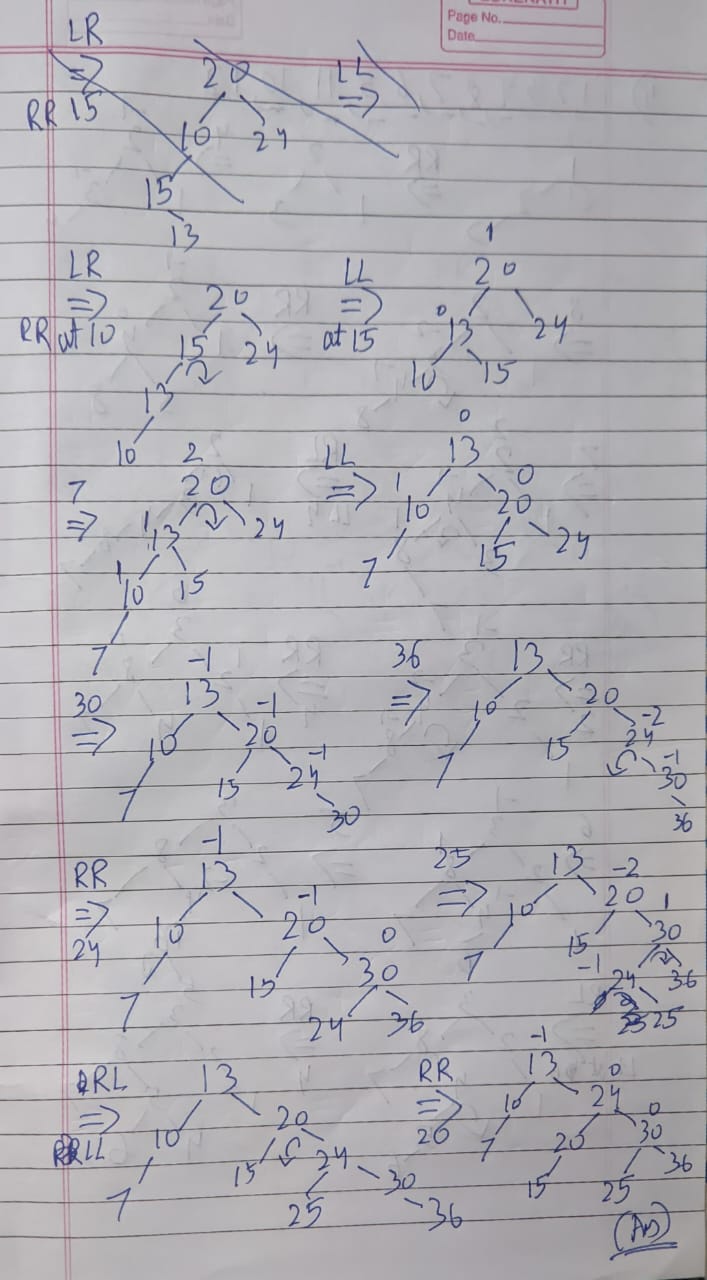 Page No.
Date
LR
⇒ 20 LL ⇒
RR 15
10 24
15
13
1
LR LL 20
⇒ 20 ⇒ 0
RR at 10 at 15 13 24
15 24 10 15
13
10
0
2 LL 13
7 20 ⇒ 1 0
⇒ 10 20
1 13 24 7 15 24
1 10 15
7
-1 36 13
30 13 -1 ⇒ 10 20 -2
⇒ 10 20 -1 7 15 24 -1
7 15 24 30
30 36
-1 25 13 -2
RR 13 -1 ⇒ 10 20 1
⇒ 10 20 0 7 15 30
24 7 15 30 -1 24 36
24 36 25
-1
RL 13 RR 13 0
⇒ 20 ⇒ 10 24 0
LL 10 15 24 20 7 20 30
7 25 30 15 25 36
36
(Ans)